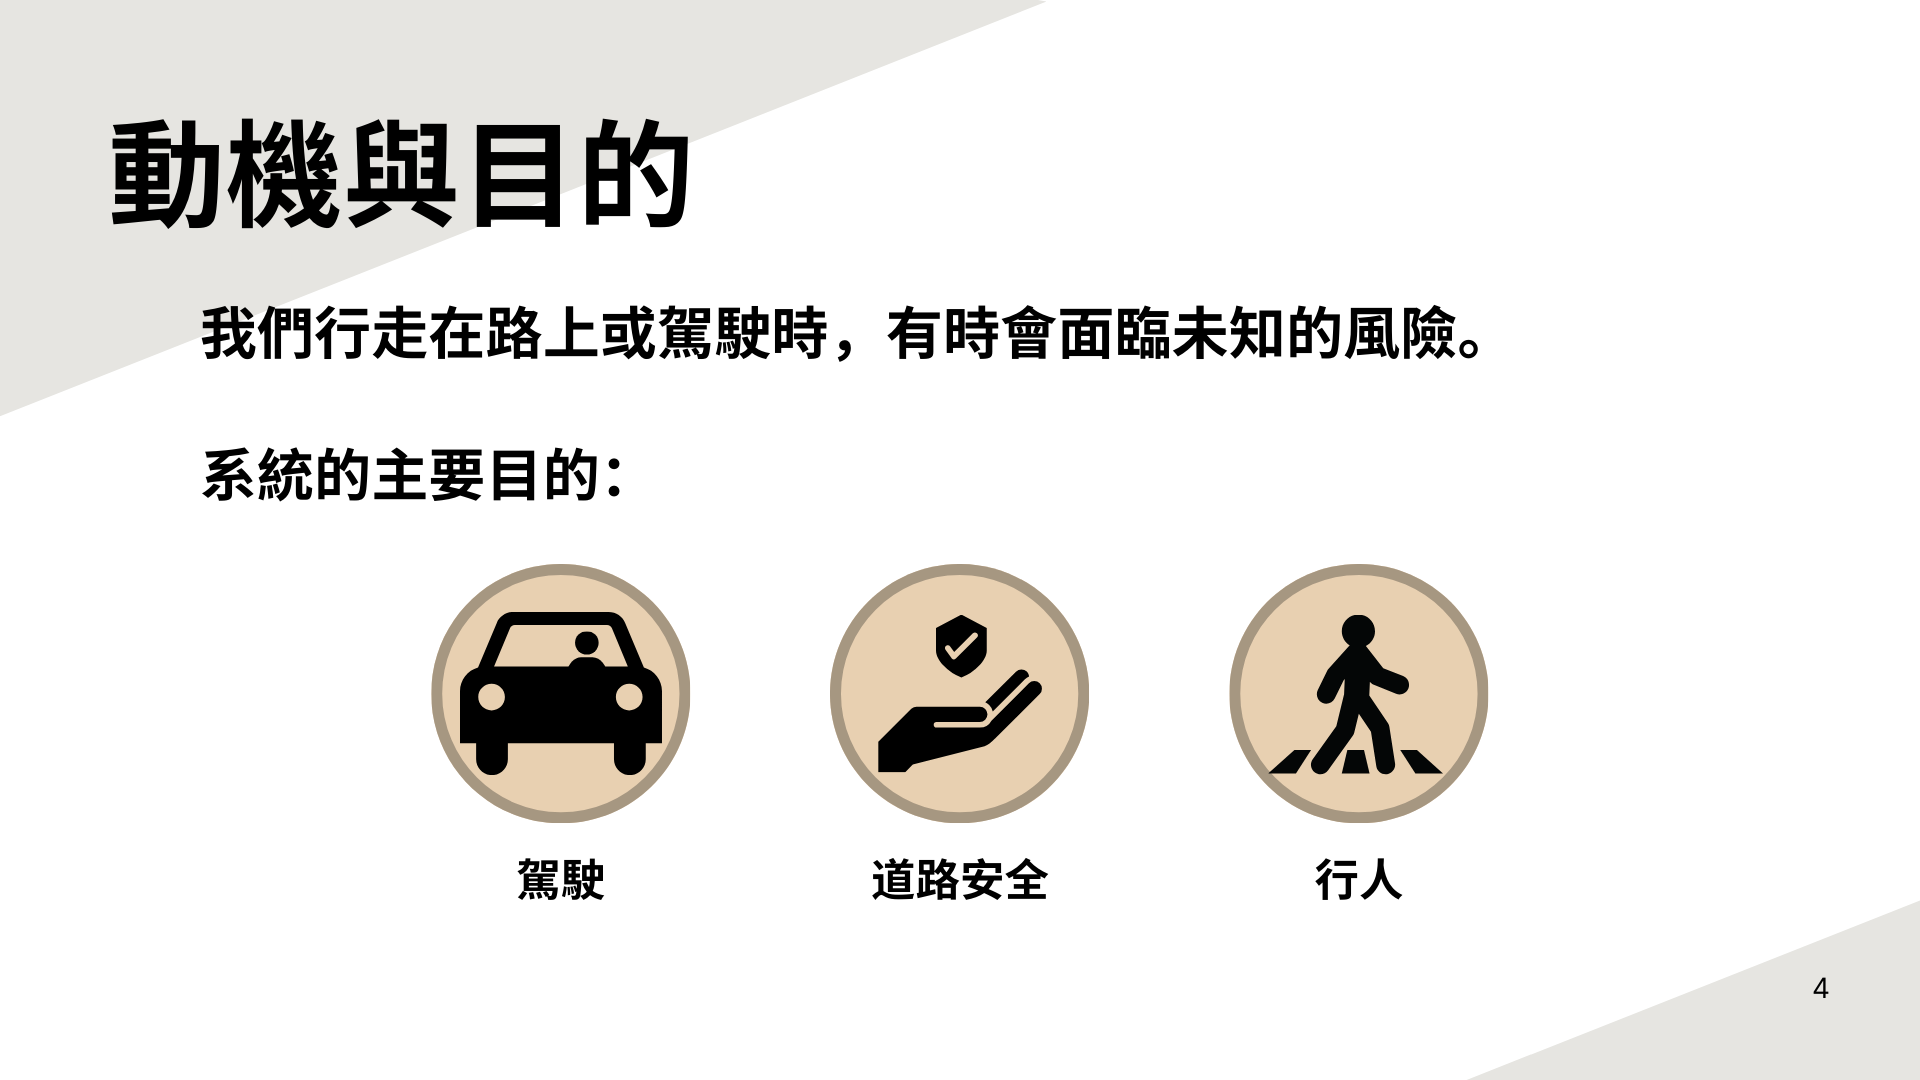 動機與目的
我們行走在路上或駕駛時，有時會面臨未知的風險。
系統的主要目的：
駕駛
道路安全
行人
4